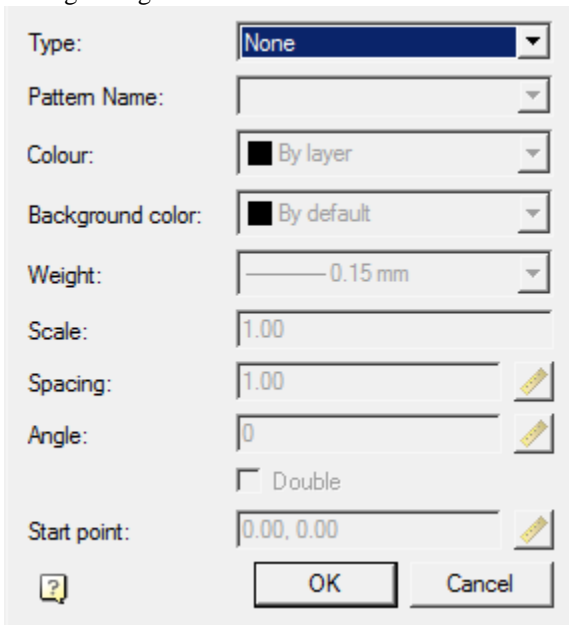 Type: None
Pattern Name:
Colour: By layer
Background color: By default
Weight: 0.15 mm
Scale: 1.00
Spacing: 1.00
Angle: 0
Double
Start point: 0.00, 0.00
? OK Cancel